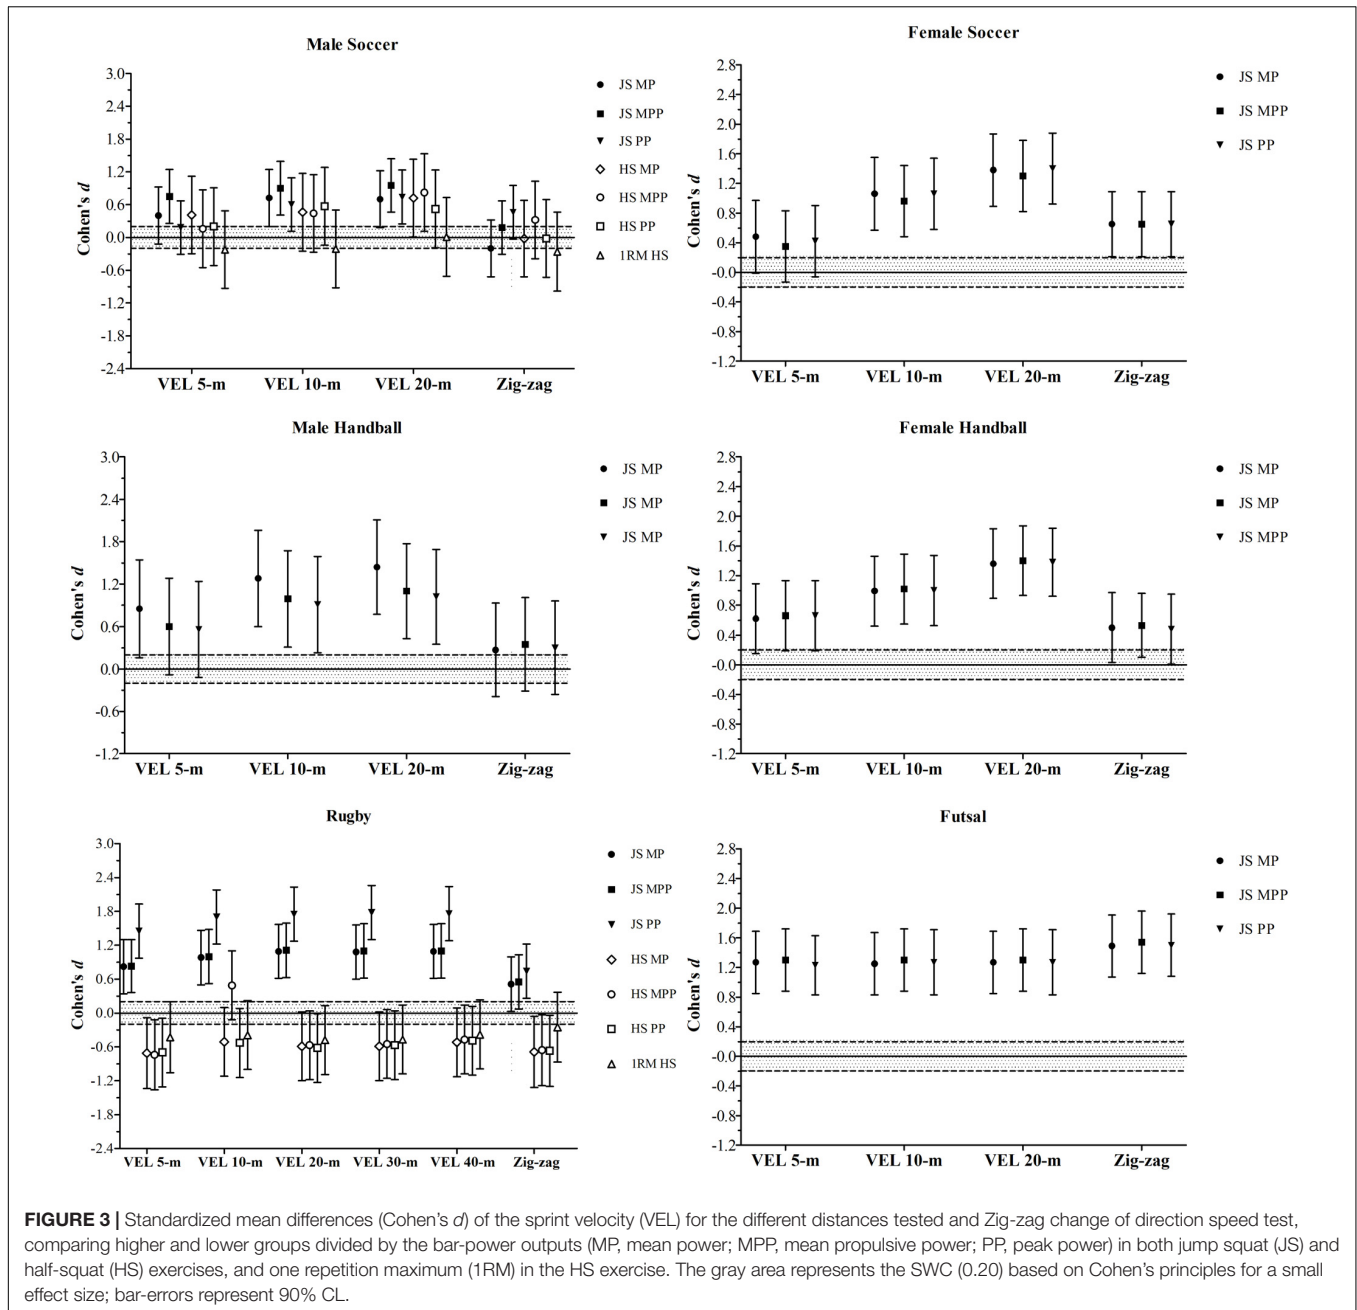 Male Soccer
Cohen's d
3.0
2.4
1.8
1.2
0.6
0.0
-0.6
-1.2
-1.8
-2.4
VEL 5-m VEL 10-m VEL 20-m Zig-zag
JS MP
JS MPP
JS PP
HS MP
HS MPP
HS PP
1RM HS
Female Soccer
Cohen's d
2.8
2.4
2.0
1.6
1.2
0.8
0.4
-0.0
-0.4
-0.8
-1.2
VEL 5-m VEL 10-m VEL 20-m Zig-zag
JS MP
JS MPP
JS PP
Male Handball
Cohen's d
3.0
2.4
1.8
1.2
0.6
0.0
-0.6
-1.2
VEL 5-m VEL 10-m VEL 20-m Zig-zag
JS MP
JS MP
JS MP
Female Handball
Cohen's d
2.8
2.4
2.0
1.6
1.2
0.8
0.4
-0.0
-0.4
-0.8
-1.2
VEL 5-m VEL 10-m VEL 20-m Zig-zag
JS MP
JS MP
JS MPP
Rugby
Cohen's d
3.0
2.4
1.8
1.2
0.6
0.0
-0.6
-1.2
-1.8
-2.4
VEL 5-m VEL 10-m VEL 20-m VEL 30-m VEL 40-m Zig-zag
JS MP
JS MPP
JS PP
HS MP
HS MPP
HS PP
1RM HS
Futsal
Cohen's d
2.8
2.4
2.0
1.6
1.2
0.8
0.4
-0.0
-0.4
-0.8
-1.2
VEL 5-m VEL 10-m VEL 20-m Zig-zag
JS MP
JS MPP
JS PP
FIGURE 3 | Standardized mean differences (Cohen's d) of the sprint velocity (VEL) for the different distances tested and Zig-zag change of direction speed test,
comparing higher and lower groups divided by the bar-power outputs (MP, mean power; MPP, mean propulsive power; PP, peak power) in both jump squat (JS) and
half-squat (HS) exercises, and one repetition maximum (1RM) in the HS exercise. The gray area represents the SWC (0.20) based on Cohen's principles for a small
effect size; bar-errors represent 90% CL.